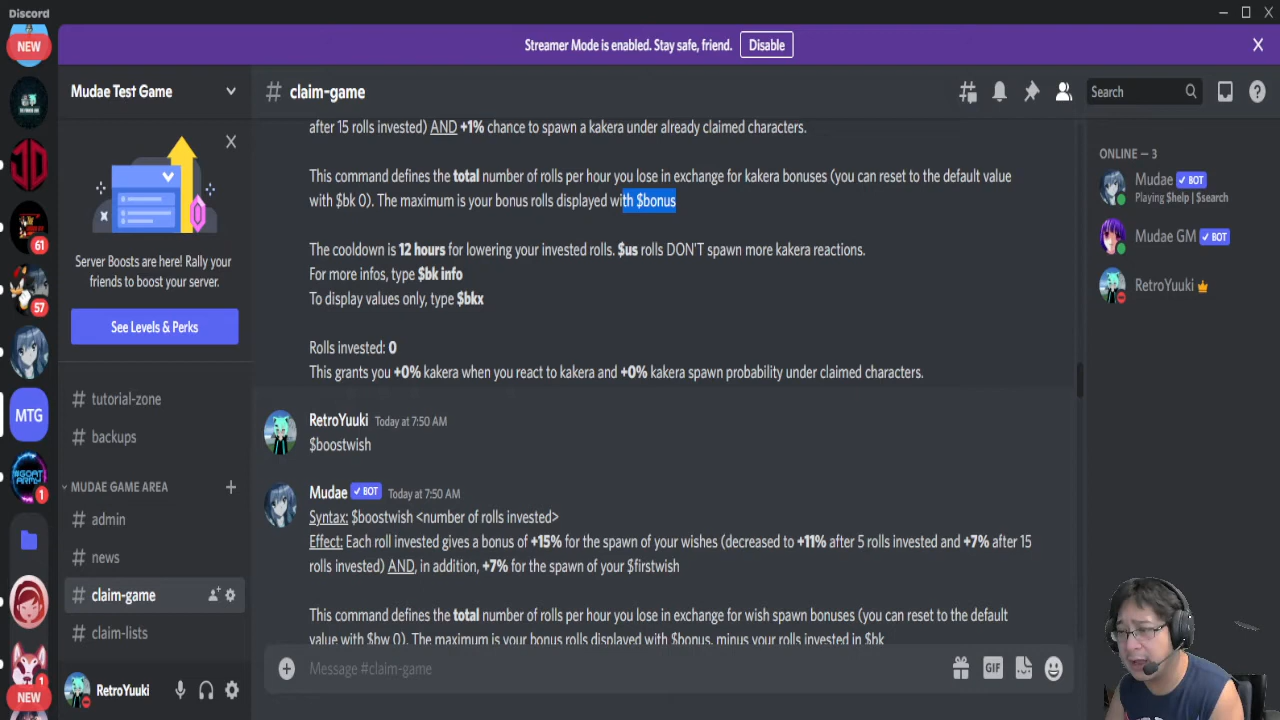 Discord
Streamer Mode is enabled. Stay safe, friend. Disable X
NEW
Mudae Test Game
# claim-game
Search
Server Boosts are here! Rally your
friends to boost your server.
See Levels & Perks
61
57
MTG
1
1
NEW
# tutorial-zone
# backups
MUDAE GAME AREA +
# admin
# news
# claim-game
# claim-lists
RetroYuuki
after 15 rolls invested) AND +1% chance to spawn a kakera under already claimed characters.
This command defines the total number of rolls per hour you lose in exchange for kakera bonuses (you can reset to the default value
with $bk 0). The maximum is your bonus rolls displayed with $bonus
The cooldown is 12 hours for lowering your invested rolls. $us rolls DON'T spawn more kakera reactions.
For more infos, type $bk info
To display values only, type $bkx
Rolls invested: 0
This grants you +0% kakera when you react to kakera and +0% kakera spawn probability under claimed characters.
RetroYuuki Today at 7:50 AM
$boostwish
Mudae ✓ BOT Today at 7:50 AM
Syntax: $boostwish <number of rolls invested>
Effect: Each roll invested gives a bonus of +15% for the spawn of your wishes (decreased to +11% after 5 rolls invested and +7% after 15
rolls invested) AND, in addition, +7% for the spawn of your $firstwish
This command defines the total number of rolls per hour you lose in exchange for wish spawn bonuses (you can reset to the default
value with $bw 0). The maximum is your bonus rolls displayed with $bonus, minus your rolls invested in $bk
Message #claim-game
GIF
ONLINE — 3
Mudae ✓ BOT
Playing $help | $search
Mudae GM ✓ BOT
RetroYuuki